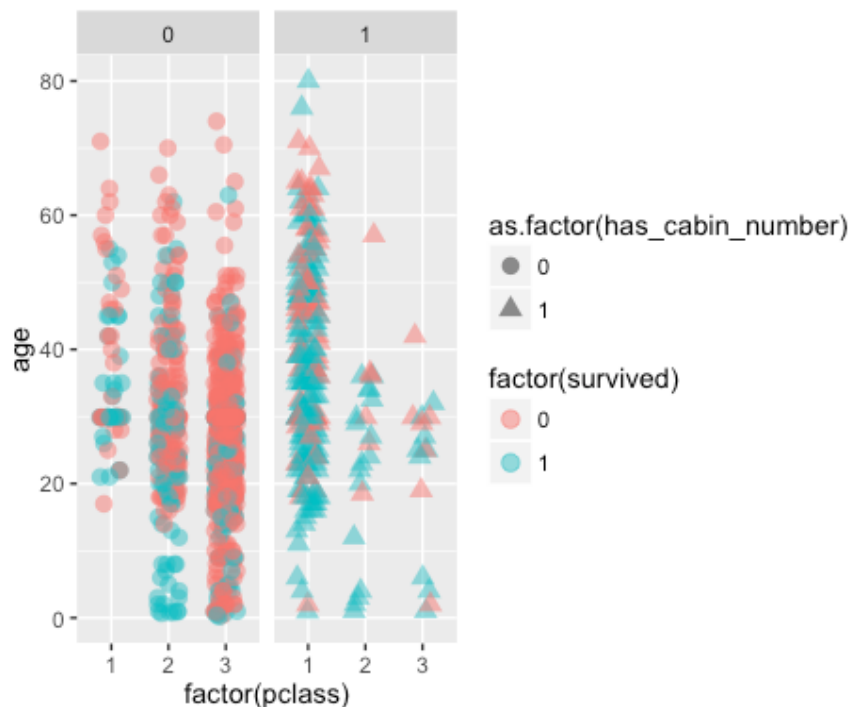 0 1
80
60
40
20
0
age
1 2 3 1 2 3
factor(pclass)
as.factor(has_cabin_number)
0
1
factor(survived)
0
1